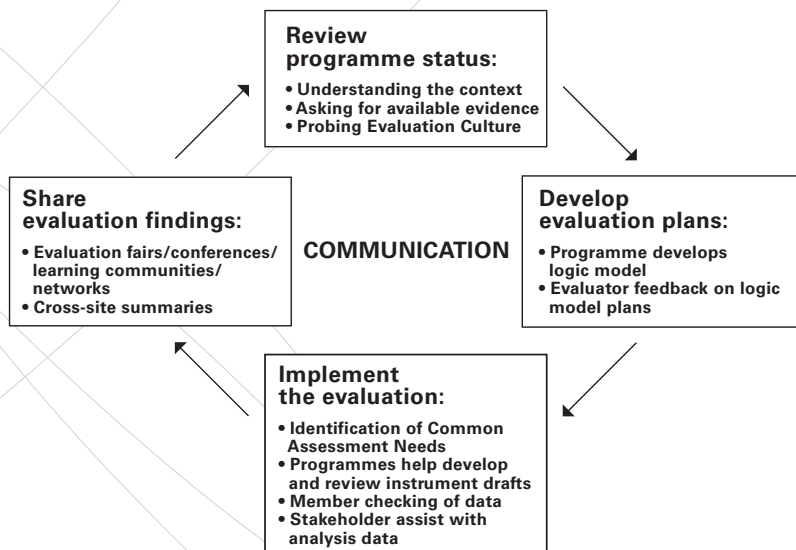 Review
programme status:
• Understanding the context
• Asking for available evidence
• Probing Evaluation Culture
Share
evaluation findings:
• Evaluation fairs/conferences/
learning communities/
networks
• Cross-site summaries
COMMUNICATION
Develop
evaluation plans:
• Programme develops
logic model
• Evaluator feedback on logic
model plans
Implement
the evaluation:
• Identification of Common
Assessment Needs
• Programmes help develop
and review instrument drafts
• Member checking of data
• Stakeholder assist with
analysis data